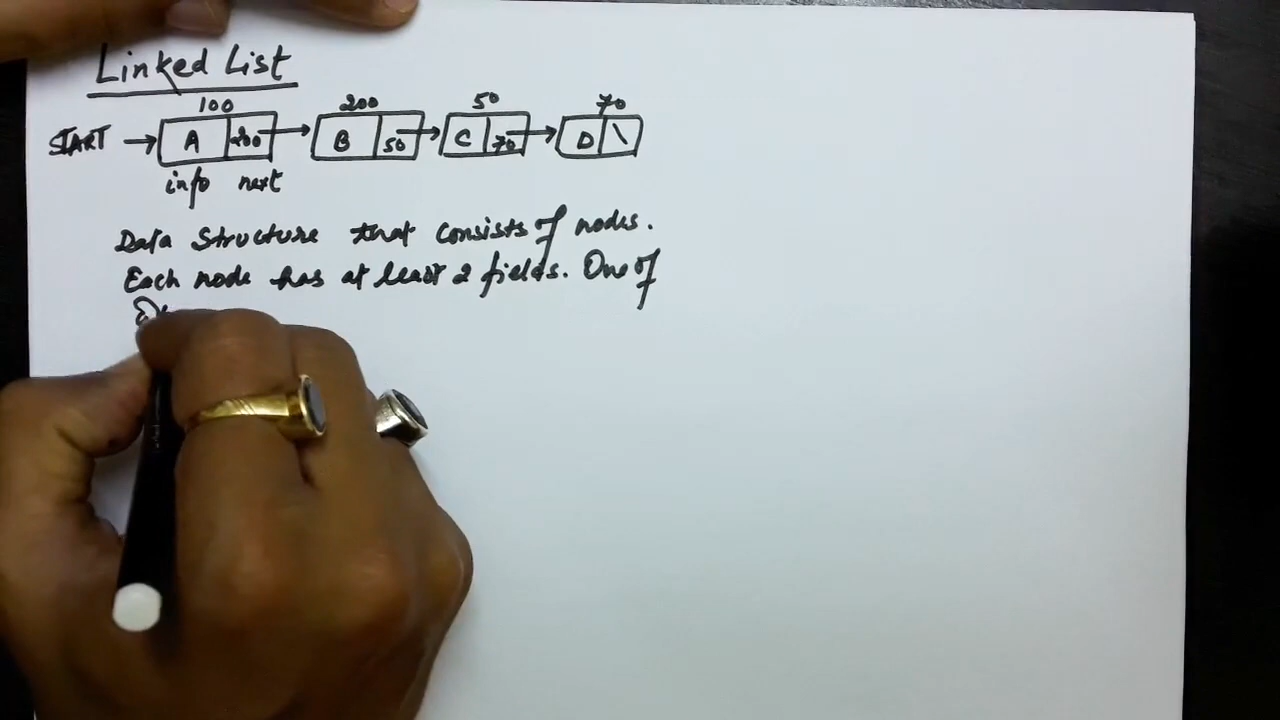 Linked List
100 200 50 70
START A 200 B 50 C 70 D \
info next
Data Structure that consists of nodes.
Each node has at least 2 fields. One of